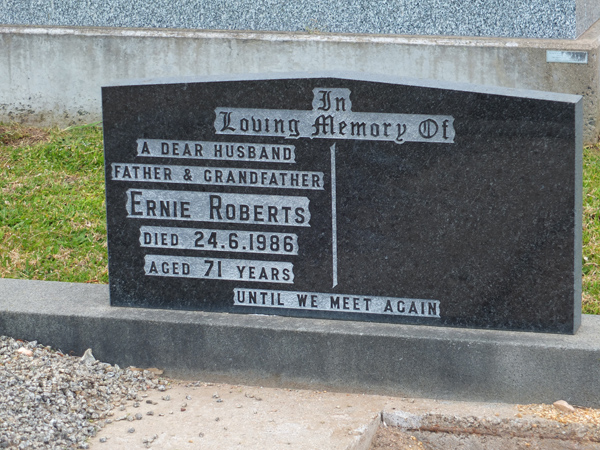 In
Loving Memory Of
A DEAR HUSBAND
FATHER & GRANDFATHER
ERNIE ROBERTS
DIED 24.6.1986
AGED 71 YEARS
UNTIL WE MEET AGAIN